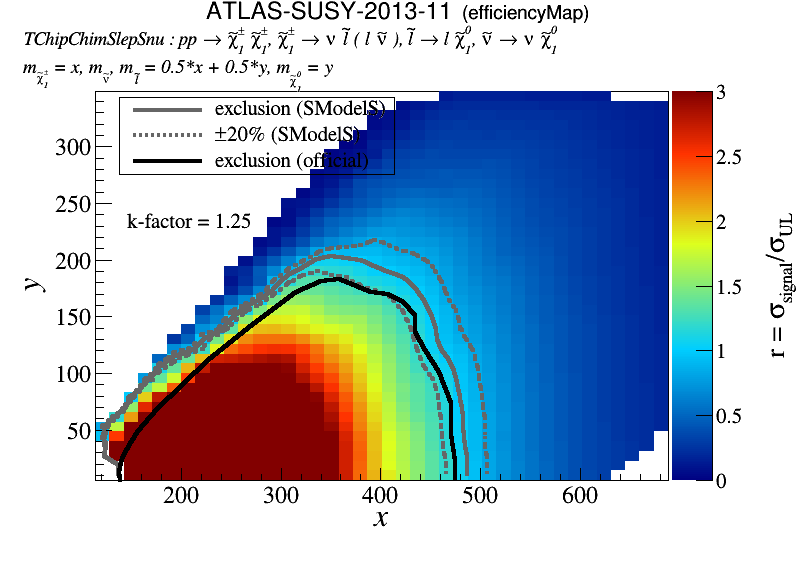 ATLAS-SUSY-2013-11 (efficiencyMap)
TChipChimSlepSnu : pp → χ̃₁± χ̃₁±, χ̃₁± → ν l̃ ( l ν̃ ), l̃ → l χ̃₁⁰, ν̃ → ν χ̃₁⁰
m_χ̃₁± = x, m_ν̃, m_l̃ = 0.5*x + 0.5*y, m_χ̃₁⁰ = y
exclusion (SModelS)
±20% (SModelS)
exclusion (official)
k-factor = 1.25
300
250
200
150
100
50
y
200 300 400 500 600
x
3
2.5
2
1.5
1
0.5
0
r = σ_signal/σ_UL